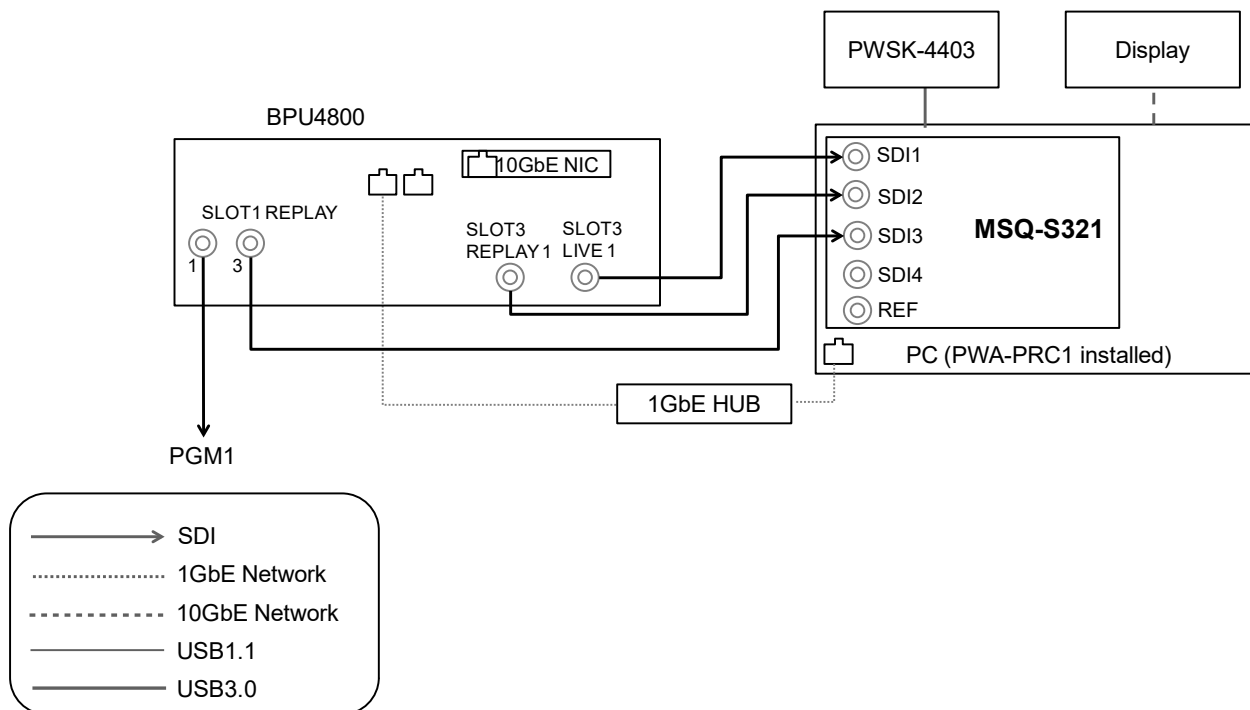 PWSK-4403
Display
BPU4800
10GbE NIC
SDI1
SDI2
SDI3
SDI4
REF
MSQ-S321
SLOT1 REPLAY
1
3
SLOT3
REPLAY 1
SLOT3
LIVE 1
PC (PWA-PRC1 installed)
1GbE HUB
PGM1
SDI
1GbE Network
10GbE Network
USB1.1
USB3.0